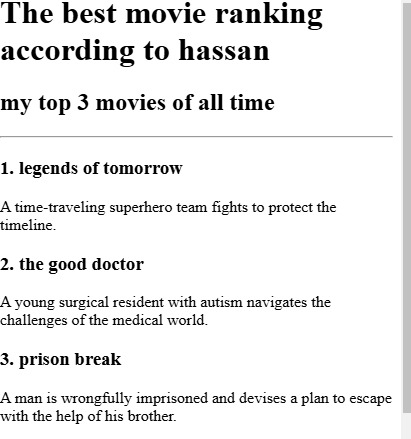 The best movie ranking
according to hassan
my top 3 movies of all time
1. legends of tomorrow
A time-traveling superhero team fights to protect the
timeline.
2. the good doctor
A young surgical resident with autism navigates the
challenges of the medical world.
3. prison break
A man is wrongfully imprisoned and devises a plan to escape
with the help of his brother.